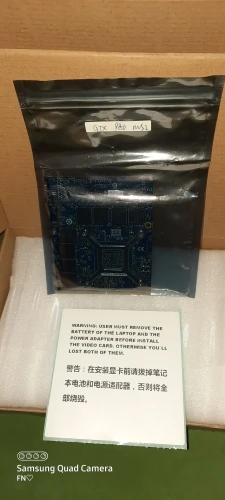 GTX 880 MS2
WARNING: USER MUST REMOVE THE
BATTERY OF THE LAPTOP AND THE
POWER ADAPTER BEFORE INSTALL
THE VIDEO CARD. OTHERWISE YOU'LL
LOST BOTH OF THEM.
警告：在安装显卡前请拔掉笔记
本电池和电源适配器，否则将全
部烧毁。
Samsung Quad Camera
FN♡